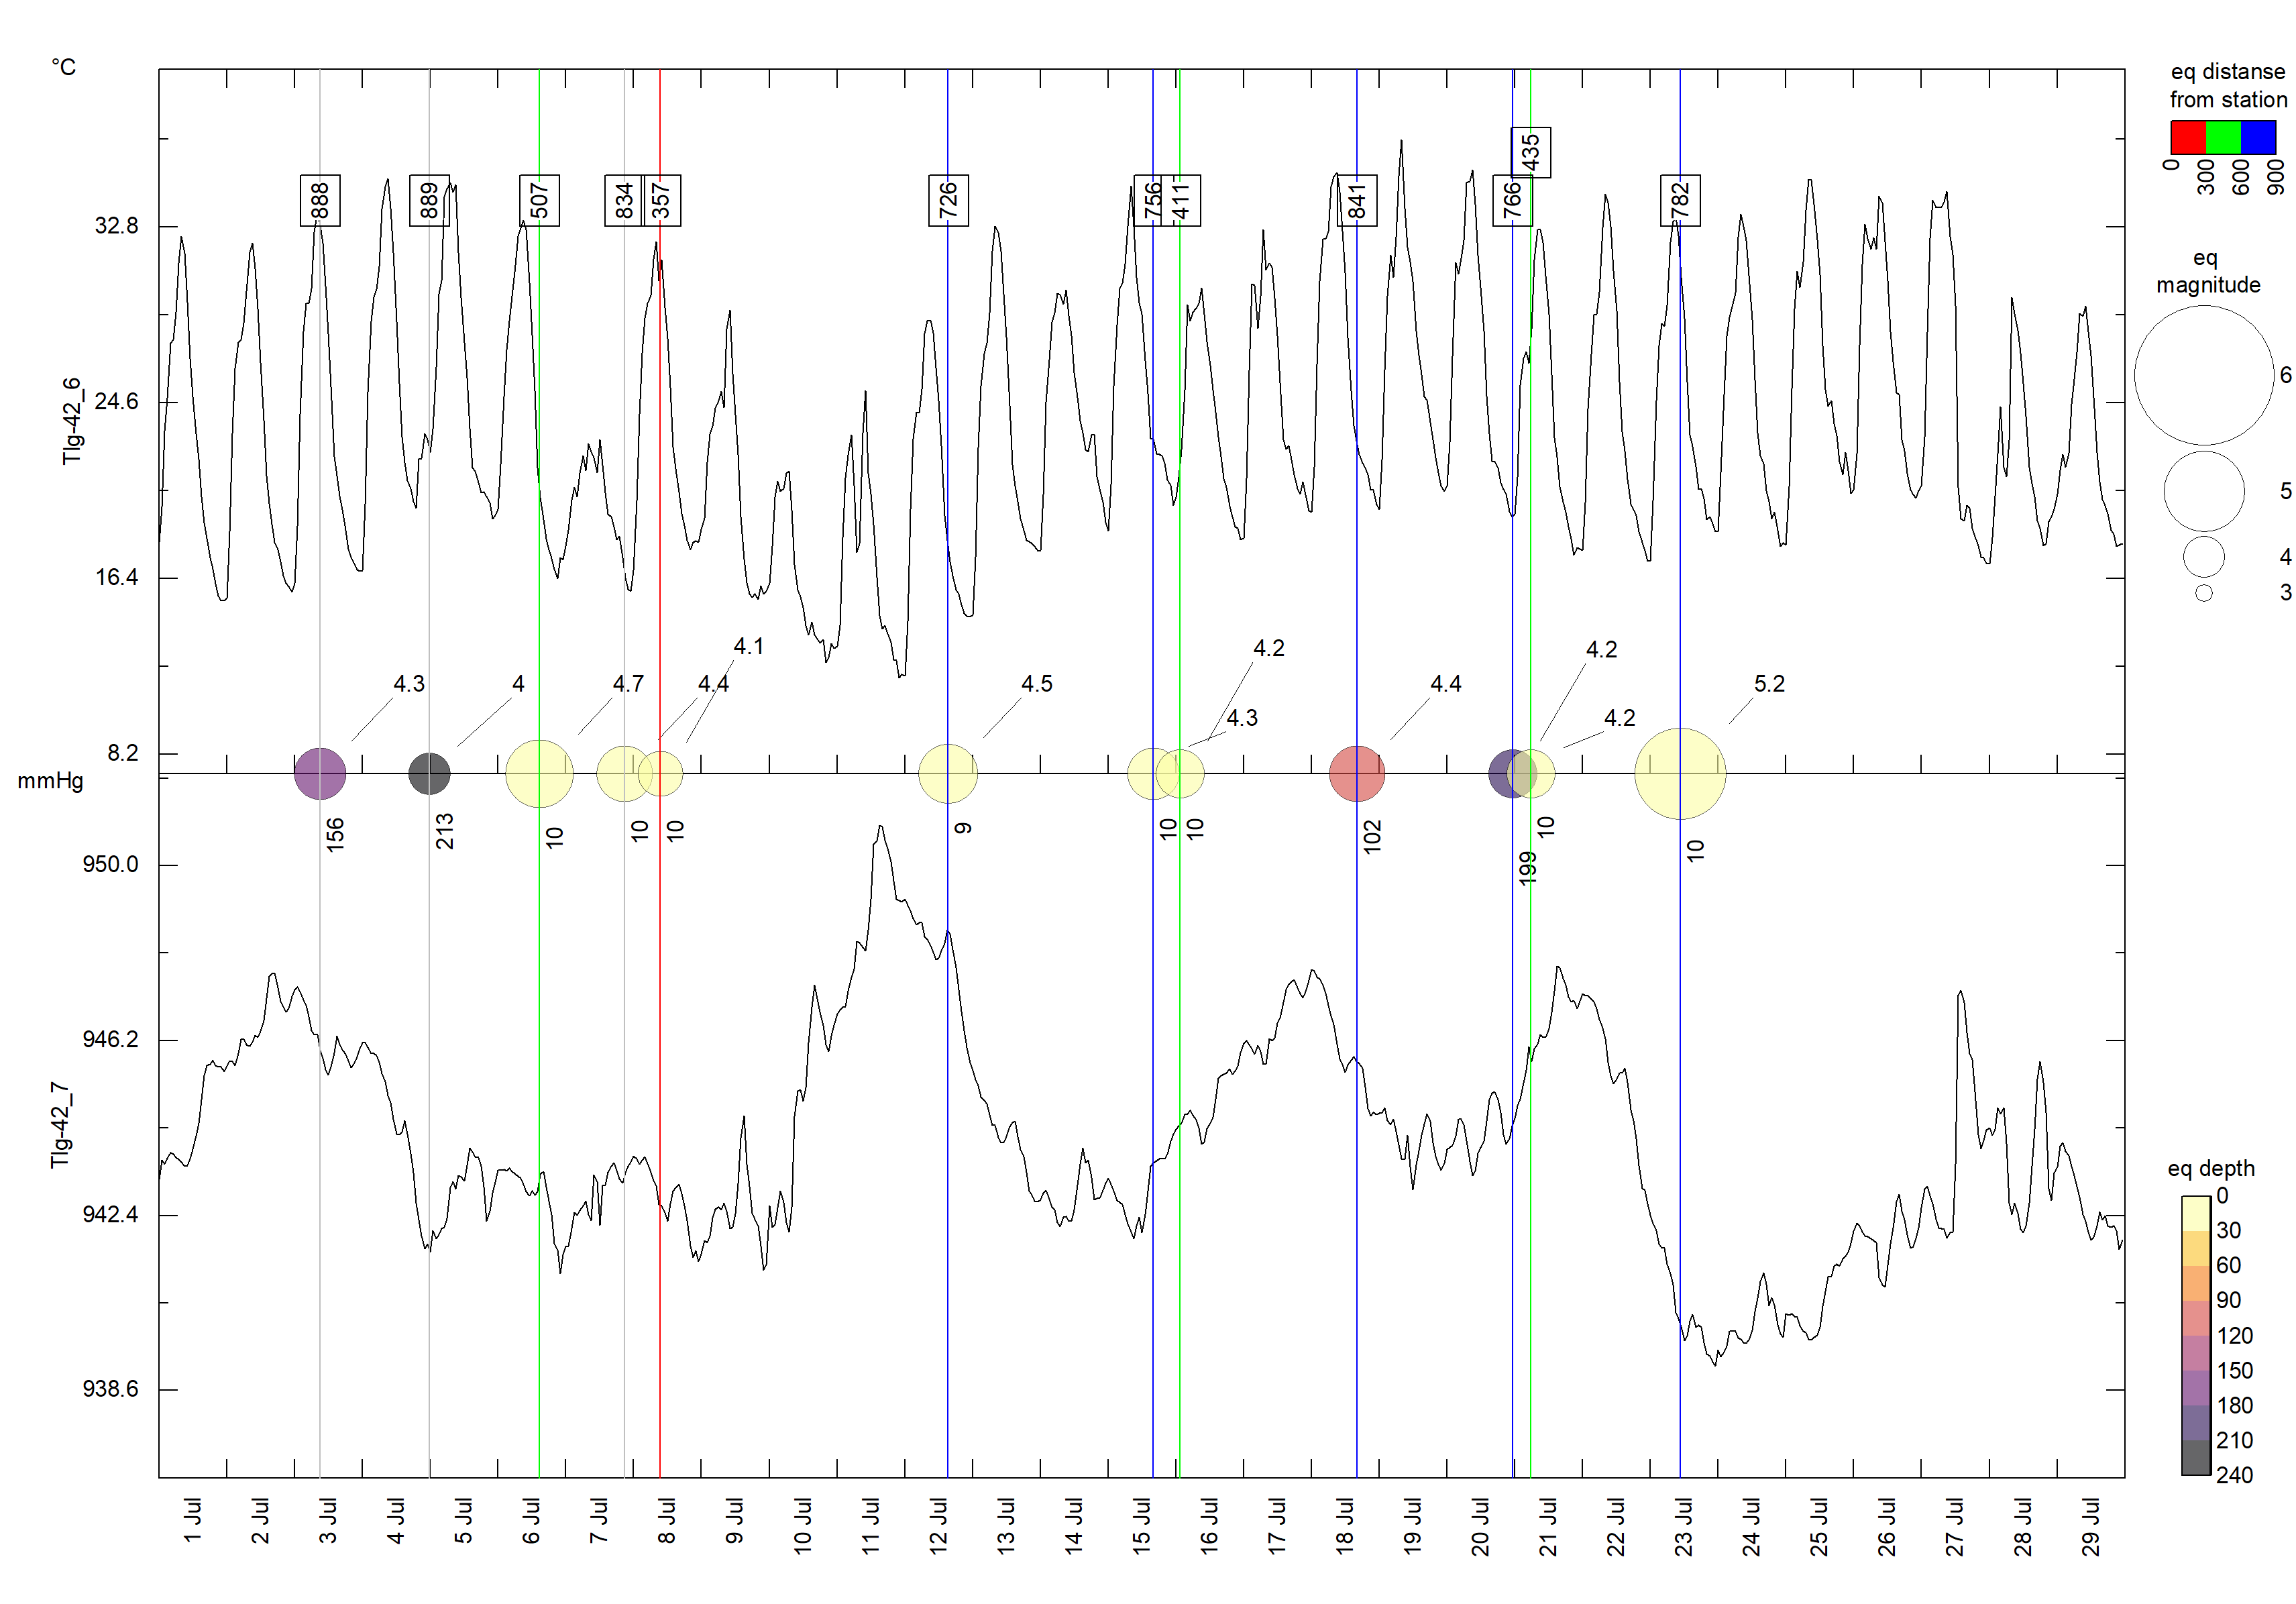 °C
eq distanse
from station
0
300
600
900
435
888
889
507
834
357
726
756
411
841
766
782
32.8
24.6
16.4
8.2
Tlg-42_6
eq
magnitude
6
5
4
3
4.3
4
4.7
4.4
4.1
4.5
4.3
4.2
4.4
4.2
4.2
5.2
mmHg
156
213
10
10
10
9
10
10
102
199
10
10
950.0
946.2
942.4
938.6
Tlg-42_7
eq depth
0
30
60
90
120
150
180
210
240
1 Jul
2 Jul
3 Jul
4 Jul
5 Jul
6 Jul
7 Jul
8 Jul
9 Jul
10 Jul
11 Jul
12 Jul
13 Jul
14 Jul
15 Jul
16 Jul
17 Jul
18 Jul
19 Jul
20 Jul
21 Jul
22 Jul
23 Jul
24 Jul
25 Jul
26 Jul
27 Jul
28 Jul
29 Jul